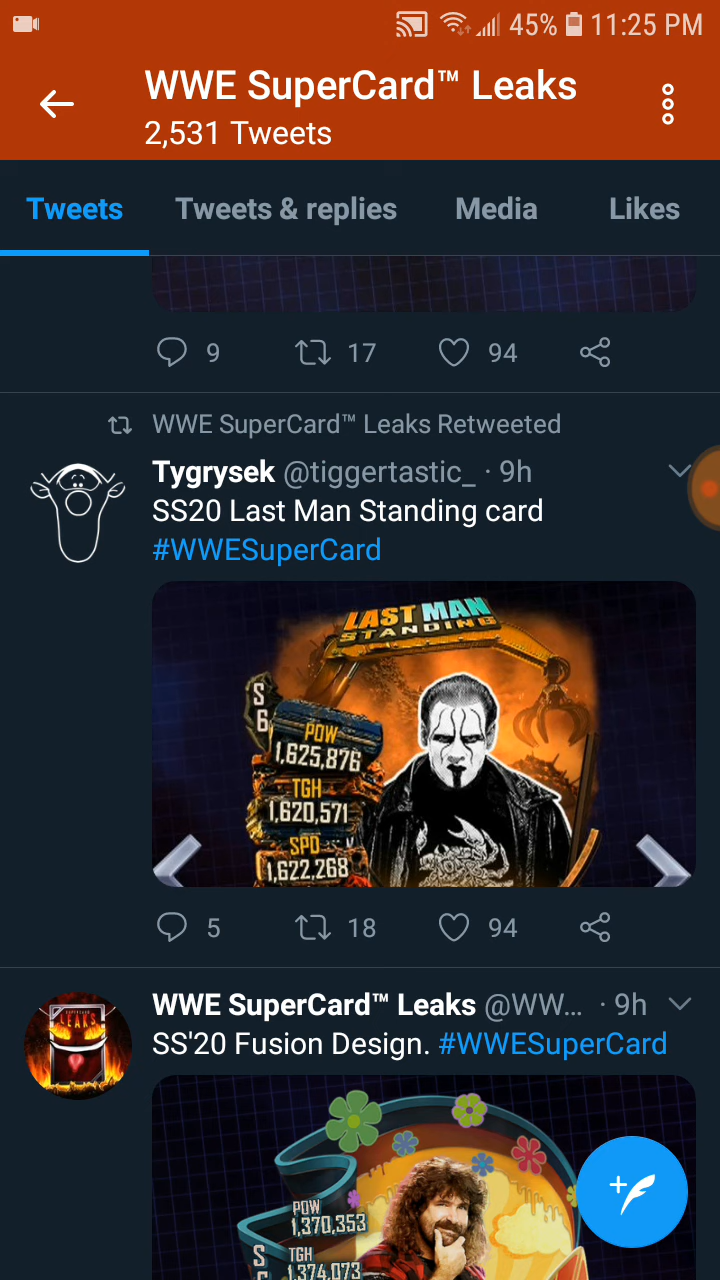 45% 11:25 PM
WWE SuperCard™ Leaks
2,531 Tweets
Tweets Tweets & replies Media Likes
9 17 94
WWE SuperCard™ Leaks Retweeted
Tygrysek @tiggertastic_ · 9h
SS20 Last Man Standing card
#WWESuperCard
LAST MAN
STANDING
S
6
POW
1,625,876
TGH
1,620,571
SPD
1,622,268
5 18 94
LEAKS
WWE SuperCard™ Leaks @WW... · 9h
SS'20 Fusion Design. #WWESuperCard
POW
1,370,353
S
TGH
1,374,073